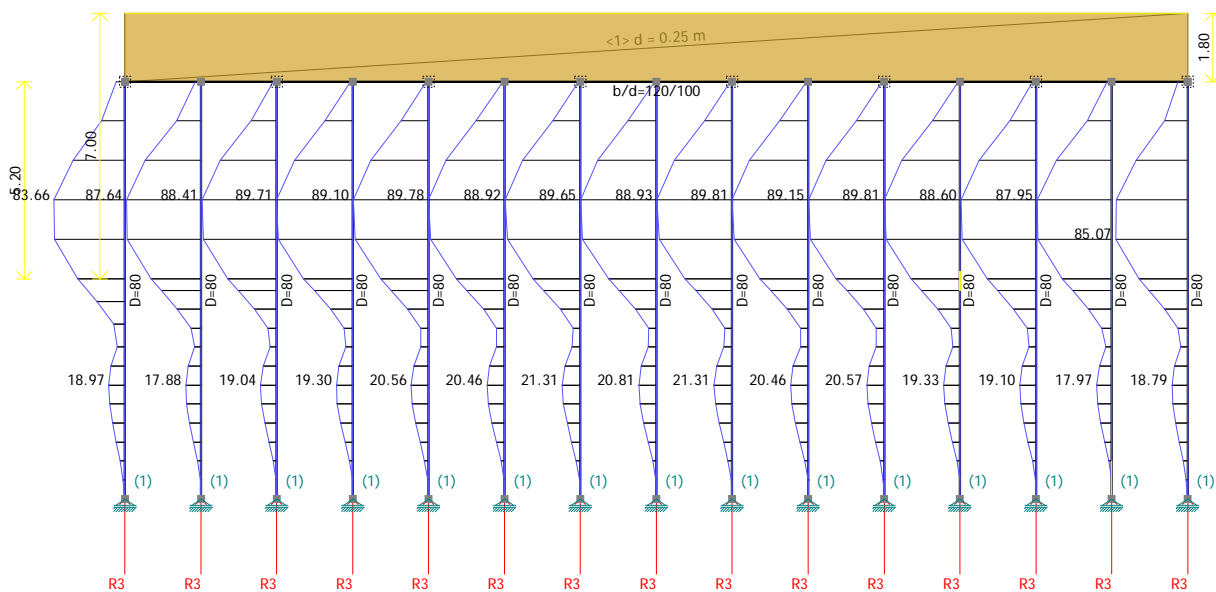 <1> d = 0.25 m
1.80
b/d=120/100
7.00
5.20
83.66 87.64 88.41 89.71 89.10 89.78 88.92 89.65 88.93 89.81 89.15 89.81 88.60 87.95
85.07
D=80 D=80 D=80 D=80 D=80 D=80 D=80 D=80 D=80 D=80 D=80 D=80 D=80 D=80 D=80
18.97 17.88 19.04 19.30 20.56 20.46 21.31 20.81 21.31 20.46 20.57 19.33 19.10 17.97 18.79
(1) (1) (1) (1) (1) (1) (1) (1) (1) (1) (1) (1) (1) (1) (1)
R3 R3 R3 R3 R3 R3 R3 R3 R3 R3 R3 R3 R3 R3 R3